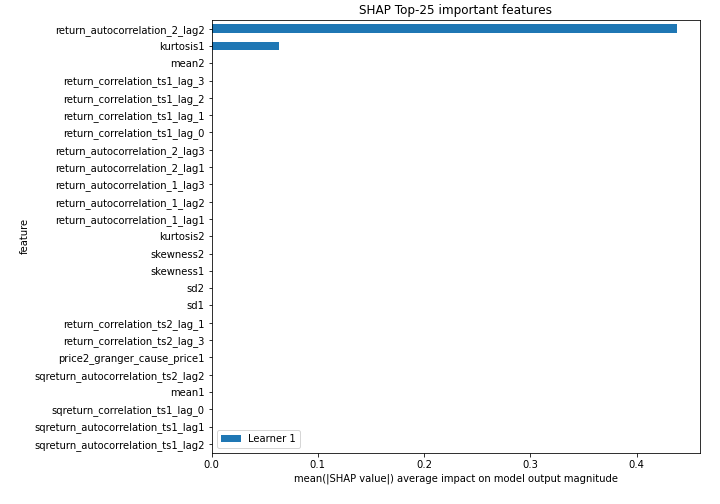 SHAP Top-25 important features
return_autocorrelation_2_lag2
kurtosis1
mean2
return_correlation_ts1_lag_3
return_correlation_ts1_lag_2
return_correlation_ts1_lag_1
return_correlation_ts1_lag_0
return_autocorrelation_2_lag3
return_autocorrelation_2_lag1
return_autocorrelation_1_lag3
return_autocorrelation_1_lag2
return_autocorrelation_1_lag1
kurtosis2
skewness2
skewness1
sd2
sd1
return_correlation_ts2_lag_1
return_correlation_ts2_lag_3
price2_granger_cause_price1
sqreturn_autocorrelation_ts2_lag2
mean1
sqreturn_correlation_ts1_lag_0
sqreturn_autocorrelation_ts1_lag1
sqreturn_autocorrelation_ts1_lag2
feature
Learner 1
0.0 0.1 0.2 0.3 0.4
mean(|SHAP value|) average impact on model output magnitude